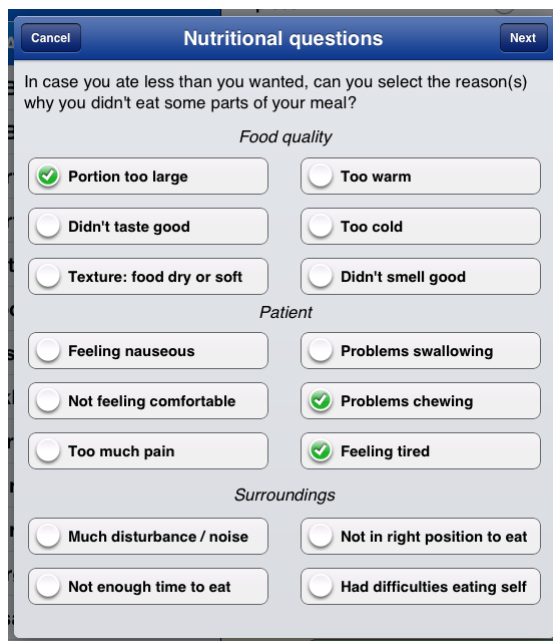 Cancel
Nutritional questions
Next
In case you ate less than you wanted, can you select the reason(s)
why you didn't eat some parts of your meal?
Food quality
Portion too large
Too warm
Didn't taste good
Too cold
Texture: food dry or soft
Didn't smell good
Patient
Feeling nauseous
Problems swallowing
Not feeling comfortable
Problems chewing
Too much pain
Feeling tired
Surroundings
Much disturbance / noise
Not in right position to eat
Not enough time to eat
Had difficulties eating self